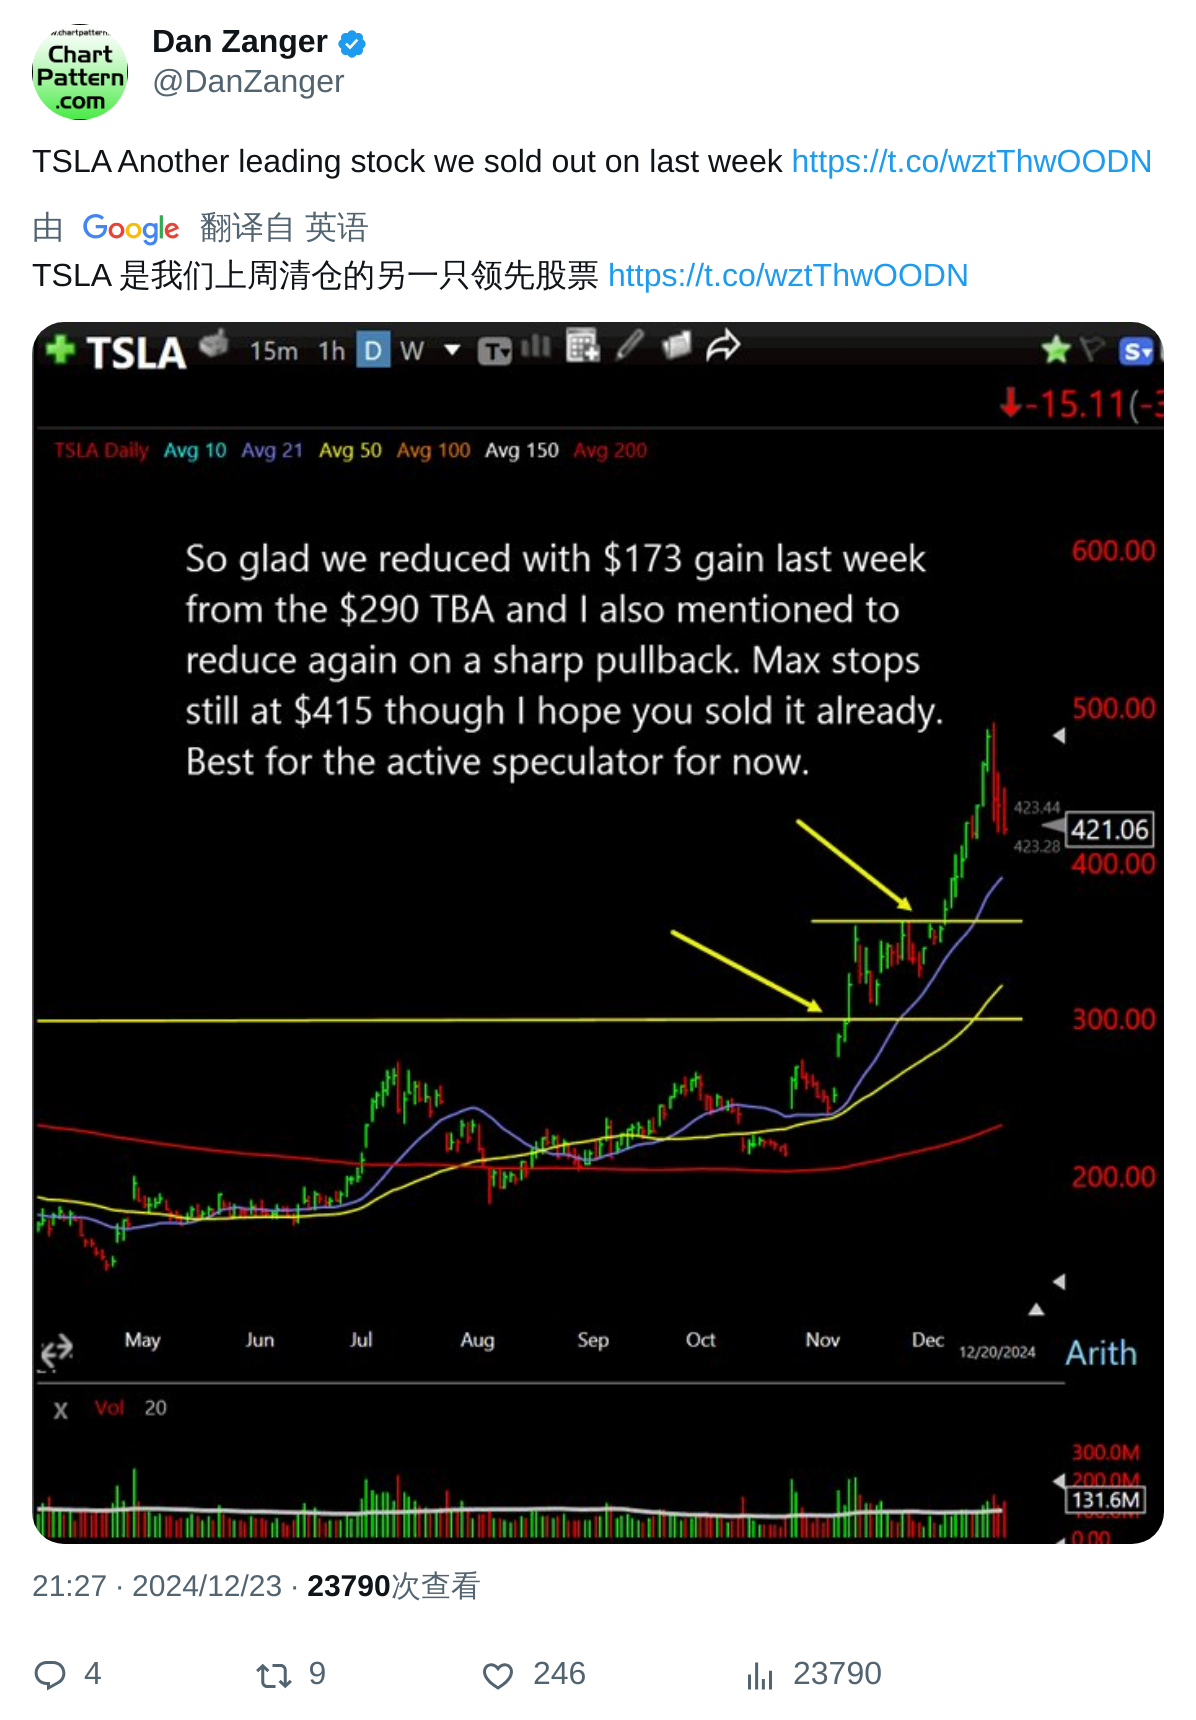 w.chartpattern.
Chart
Pattern
.com
Dan Zanger
@DanZanger
TSLA Another leading stock we sold out on last week https://t.co/wztThwOODN
由 Google 翻译自 英语
TSLA 是我们上周清仓的另一只领先股票 https://t.co/wztThwOODN
TSLA 15m 1h D W T S
-15.11(-3
TSLA Daily Avg 10 Avg 21 Avg 50 Avg 100 Avg 150 Avg 200
So glad we reduced with $173 gain last week
from the $290 TBA and I also mentioned to
reduce again on a sharp pullback. Max stops
still at $415 though I hope you sold it already.
Best for the active speculator for now.
600.00
500.00
423.44
421.06
423.28
400.00
300.00
200.00
May Jun Jul Aug Sep Oct Nov Dec 12/20/2024 Arith
X Vol 20
300.0M
200.0M
131.6M
0.00
21:27 · 2024/12/23 · 23790次查看
4 9 246 23790